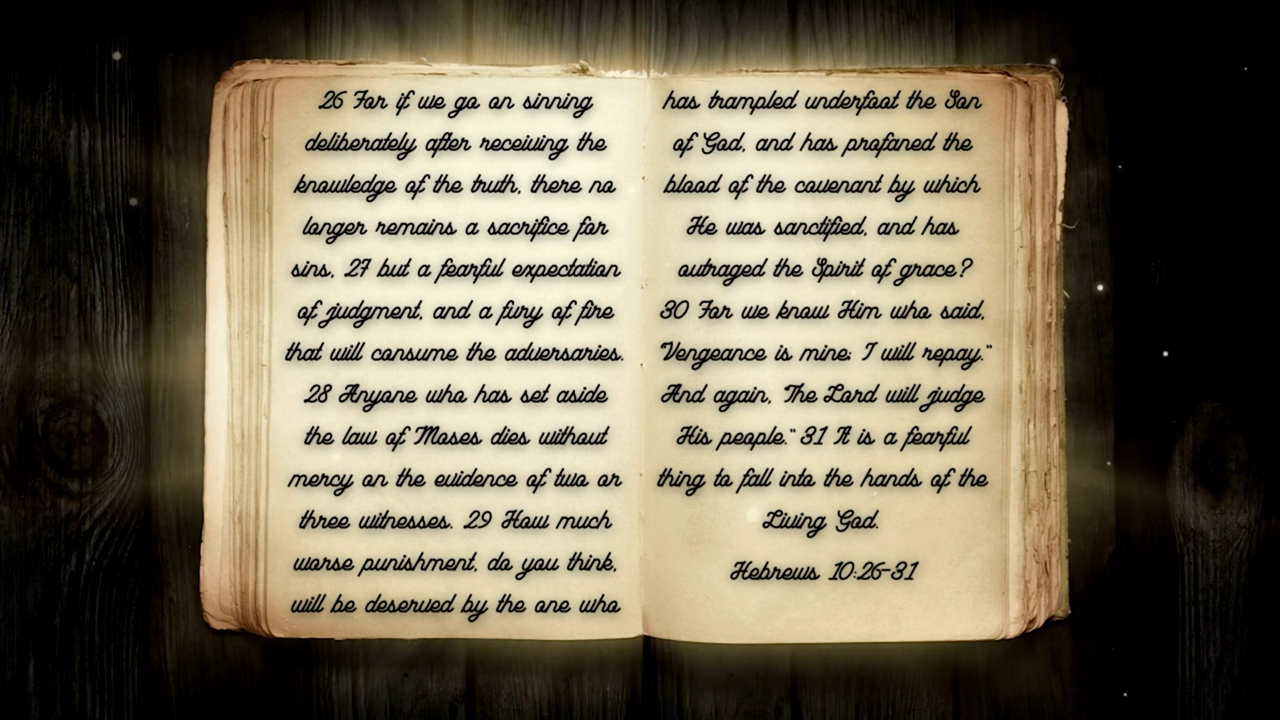 26 For if we go on sinning
deliberately after receiving the
knowledge of the truth, there no
longer remains a sacrifice for
sins, 27 but a fearful expectation
of judgment, and a fury of fire
that will consume the adversaries.
28 Anyone who has set aside
the law of Moses dies without
mercy on the evidence of two or
three witnesses. 29 How much
worse punishment, do you think,
will be deserved by the one who
has trampled underfoot the Son
of God, and has profaned the
blood of the covenant by which
He was sanctified, and has
outraged the Spirit of grace?
30 For we know Him who said,
"Vengeance is mine; I will repay."
And again, "The Lord will judge
His people." 31 It is a fearful
thing to fall into the hands of the
Living God.
Hebrews 10:26-31